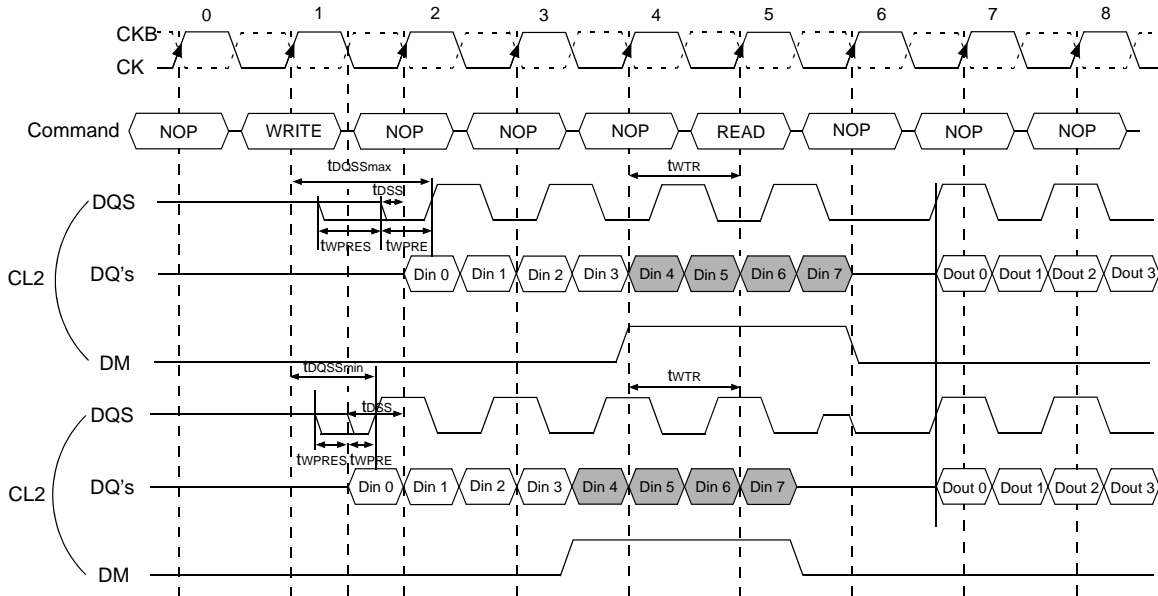 0 1 2 3 4 5 6 7 8
CKB
CK
Command NOP WRITE NOP NOP NOP READ NOP NOP NOP
tDQSSmax
tWTR
tDSS
DQS
tWPRES tWPRE
CL2
DQ's Din 0 Din 1 Din 2 Din 3 Din 4 Din 5 Din 6 Din 7 Dout 0 Dout 1 Dout 2 Dout 3
DM
tDQSSmin
tWTR
tDSS
DQS
tWPRES tWPRE
CL2
DQ's Din 0 Din 1 Din 2 Din 3 Din 4 Din 5 Din 6 Din 7 Dout 0 Dout 1 Dout 2 Dout 3
DM